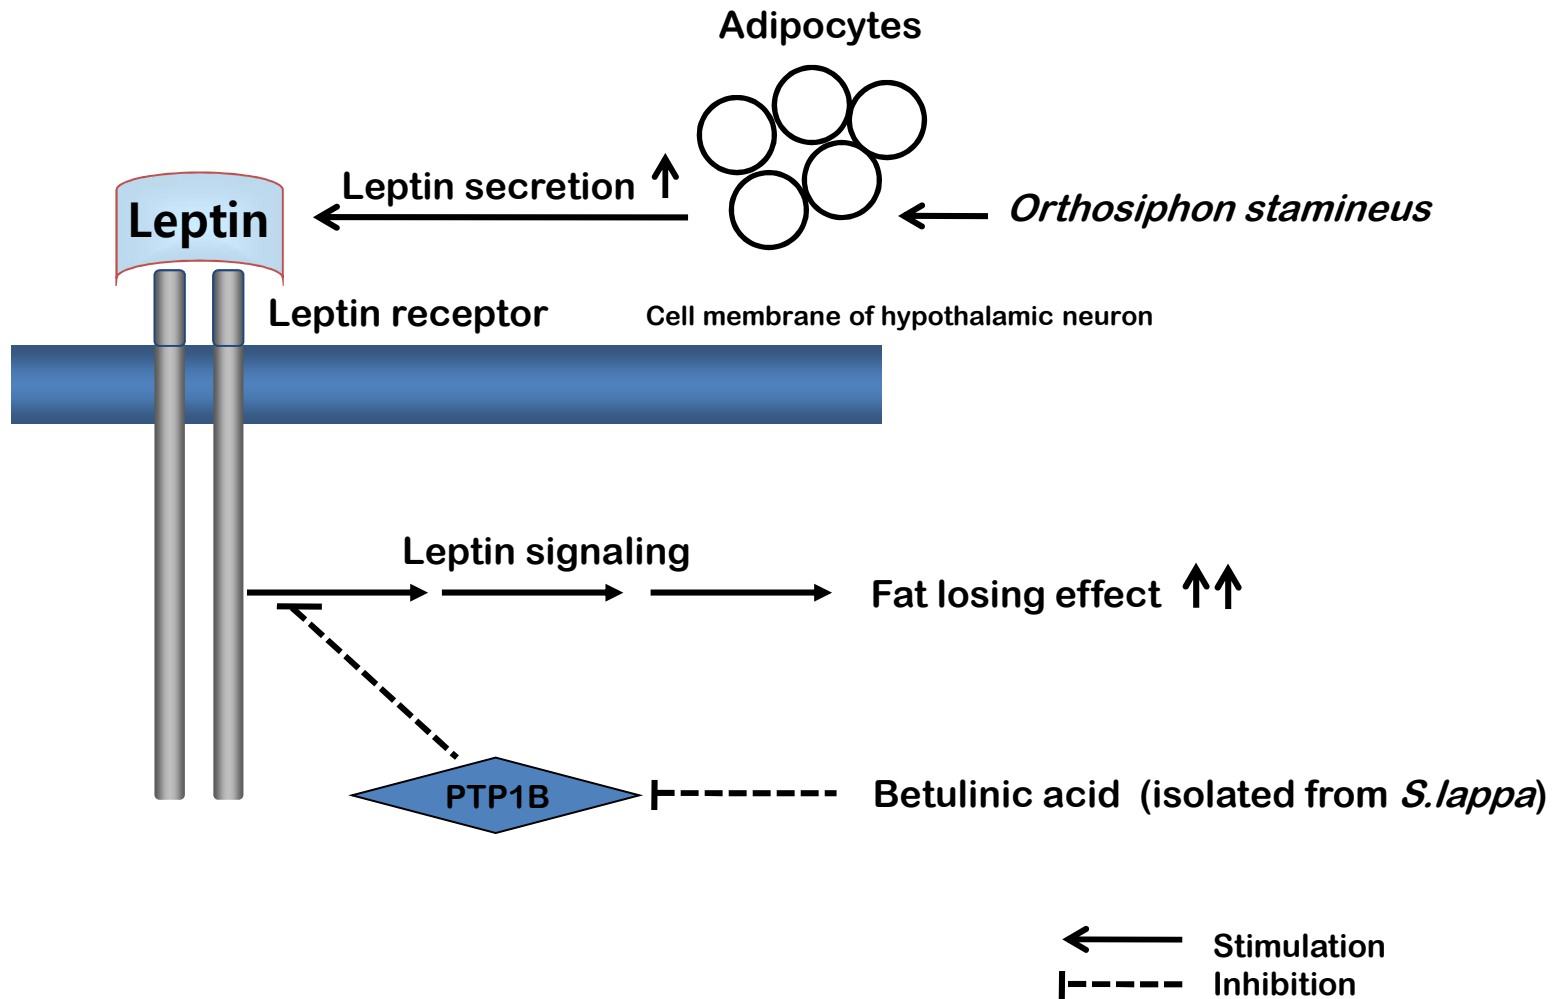 Adipocytes
Leptin secretion
Leptin
Orthosiphon stamineus
Leptin receptor
Cell membrane of hypothalamic neuron
Leptin signaling
Fat losing effect
PTP1B
Betulinic acid (isolated from S.lappa)
Stimulation
Inhibition